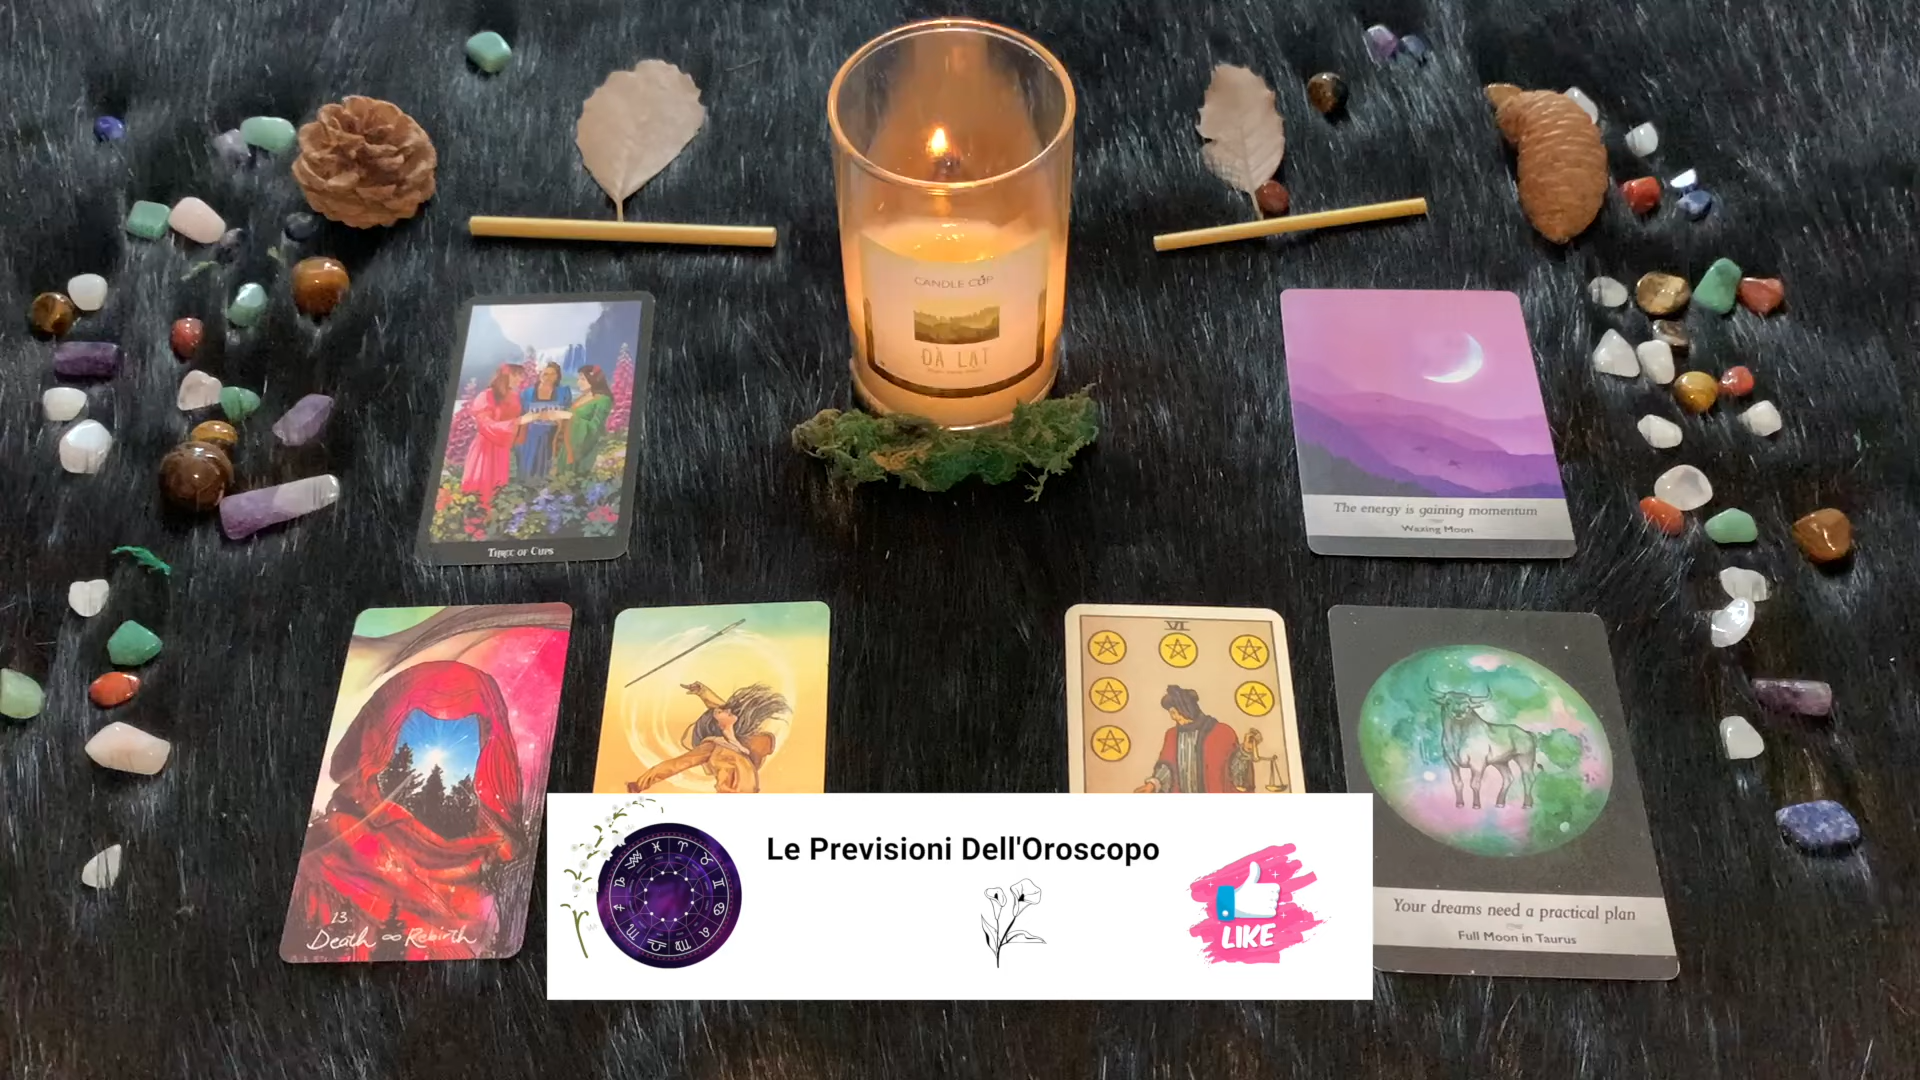 CANDLE CUP
ĐÀ LẠT
THREE OF CUPS
The energy is gaining momentum
Waxing Moon
VI
13.
Death ∞ Rebirth
Le Previsioni Dell'Oroscopo
LIKE
Your dreams need a practical plan
Full Moon in Taurus